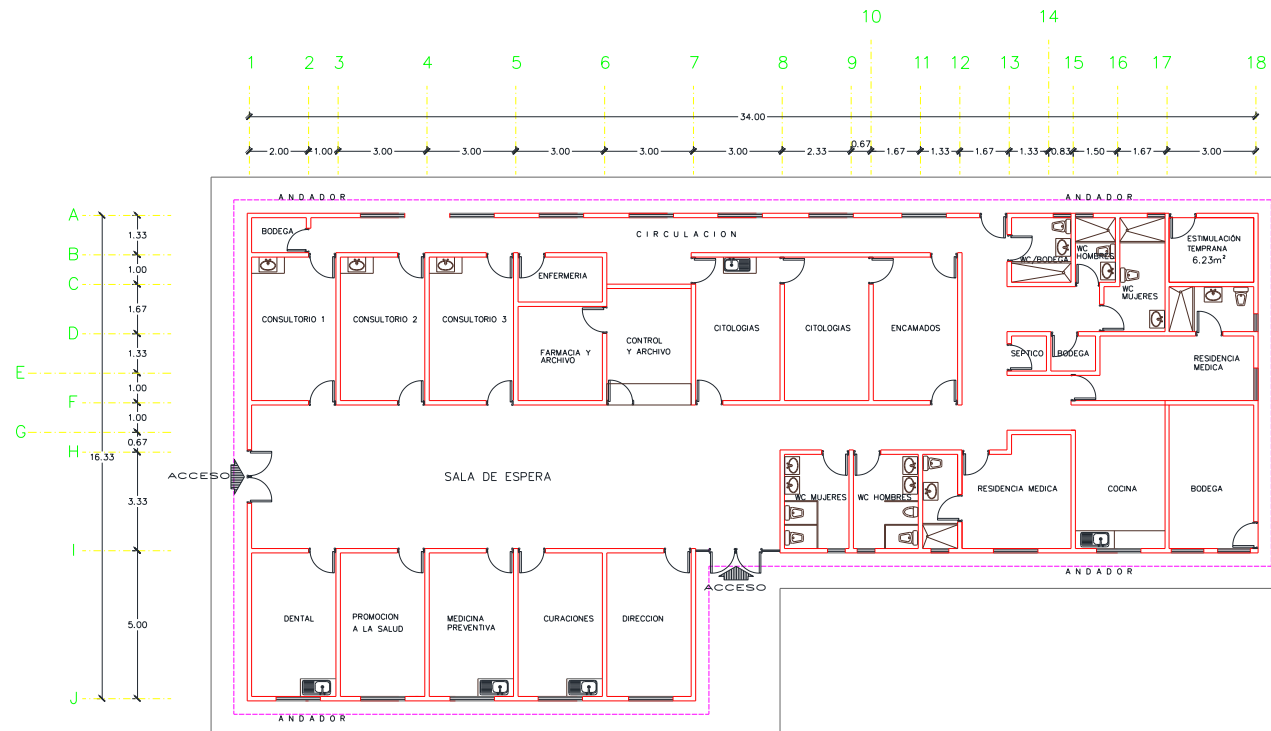 10
14
1
2
3
4
5
6
7
8
9
11
12
13
15
16
17
18
34.00
2.00
1.00
3.00
3.00
3.00
3.00
3.00
2.33
0.67
1.67
1.33
1.67
1.33
0.83
1.50
1.67
3.00
ANDADOR
ANDADOR
A
B
C
D
E
F
G
H
I
J
1.33
1.00
1.67
1.33
1.00
1.00
0.67
3.33
5.00
16.33
BODEGA
CIRCULACION
WC/BODEGA
WC
HOMBRES
WC
MUJERES
ESTIMULACIÓN
TEMPRANA
6.23m²
CONSULTORIO 1
CONSULTORIO 2
CONSULTORIO 3
ENFERMERIA
FARMACIA Y
ARCHIVO
CONTROL
Y ARCHIVO
CITOLOGIAS
CITOLOGIAS
ENCAMADOS
SEPTICO
BODEGA
RESIDENCIA
MEDICA
ACCESO
SALA DE ESPERA
WC MUJERES
WC HOMBRES
RESIDENCIA MEDICA
COCINA
BODEGA
ANDADOR
ACCESO
DENTAL
PROMOCION
A LA SALUD
MEDICINA
PREVENTIVA
CURACIONES
DIRECCION
ANDADOR